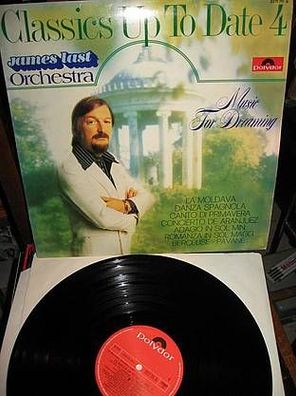 Classics Up To Date 4
james last
Orchestra
Polydor
Music
For Dreaming
LA MOLDAVA
DANZA SPAGNOLA
CANTO DI PRIMAVERA
CONCIERTO DE ARANJUEZ
ADAGIO IN SOL MIN.
ROMANZA IN SOL MAGG.
BERCEUSE - PAVANE
Polydor